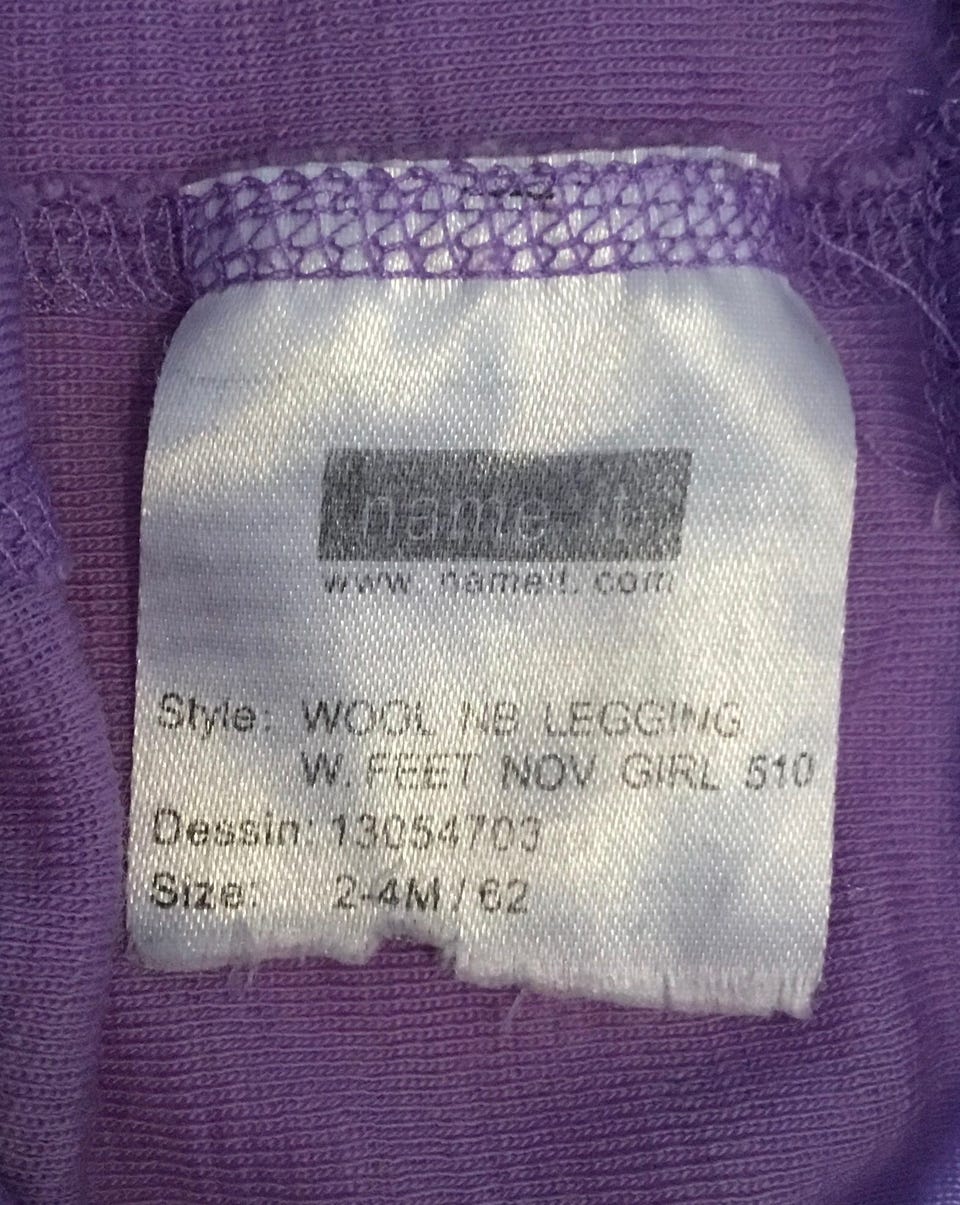 name it
www.nameit.com
Style: WOOL NB LEGGING
W. FEET NOV GIRL 510
Dessin: 13054703
Size: 2-4M / 62